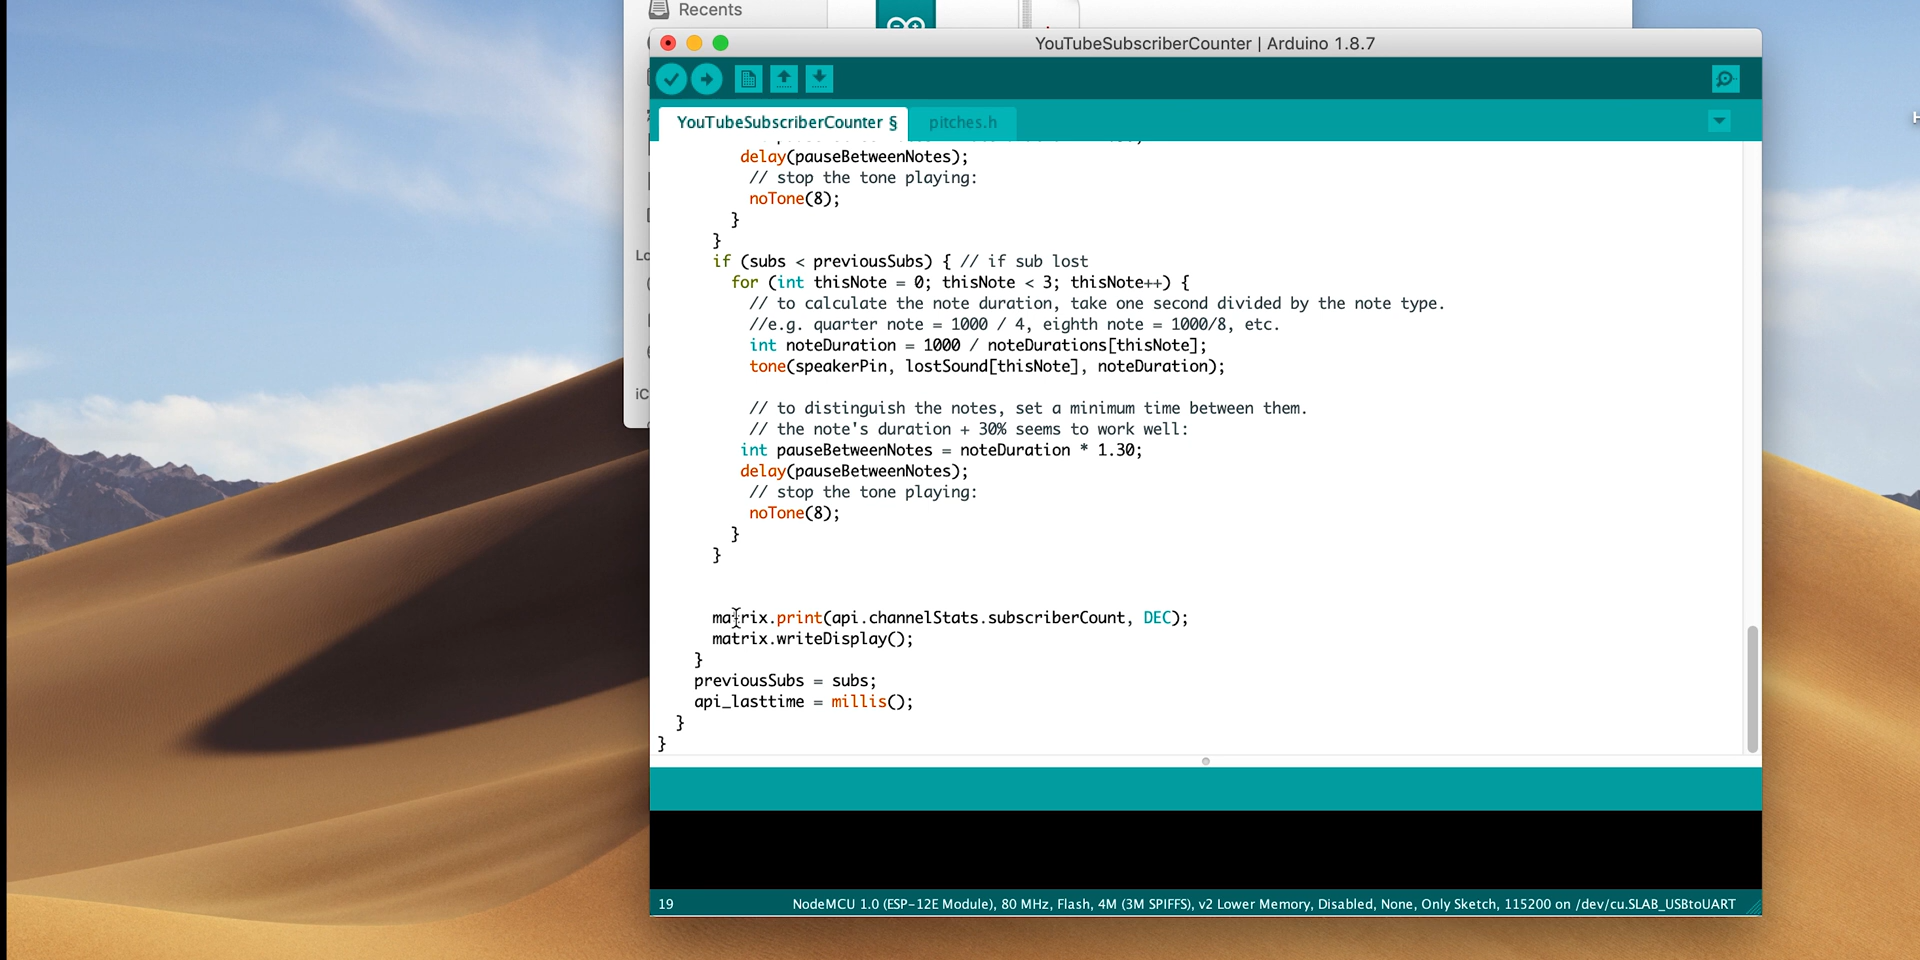 Recents
YouTubeSubscriberCounter | Arduino 1.8.7
YouTubeSubscriberCounter §
pitches.h
delay(pauseBetweenNotes);
// stop the tone playing:
noTone(8);
}
}
if (subs < previousSubs) { // if sub lost
for (int thisNote = 0; thisNote < 3; thisNote++) {
// to calculate the note duration, take one second divided by the note type.
//e.g. quarter note = 1000 / 4, eighth note = 1000/8, etc.
int noteDuration = 1000 / noteDurations[thisNote];
tone(speakerPin, lostSound[thisNote], noteDuration);
// to distinguish the notes, set a minimum time between them.
// the note's duration + 30% seems to work well:
int pauseBetweenNotes = noteDuration * 1.30;
delay(pauseBetweenNotes);
// stop the tone playing:
noTone(8);
}
}
matrix.print(api.channelStats.subscriberCount, DEC);
matrix.writeDisplay();
}
previousSubs = subs;
api_lasttime = millis();
}
}
Lo
iC
19
NodeMCU 1.0 (ESP-12E Module), 80 MHz, Flash, 4M (3M SPIFFS), v2 Lower Memory, Disabled, None, Only Sketch, 115200 on /dev/cu.SLAB_USBtoUART